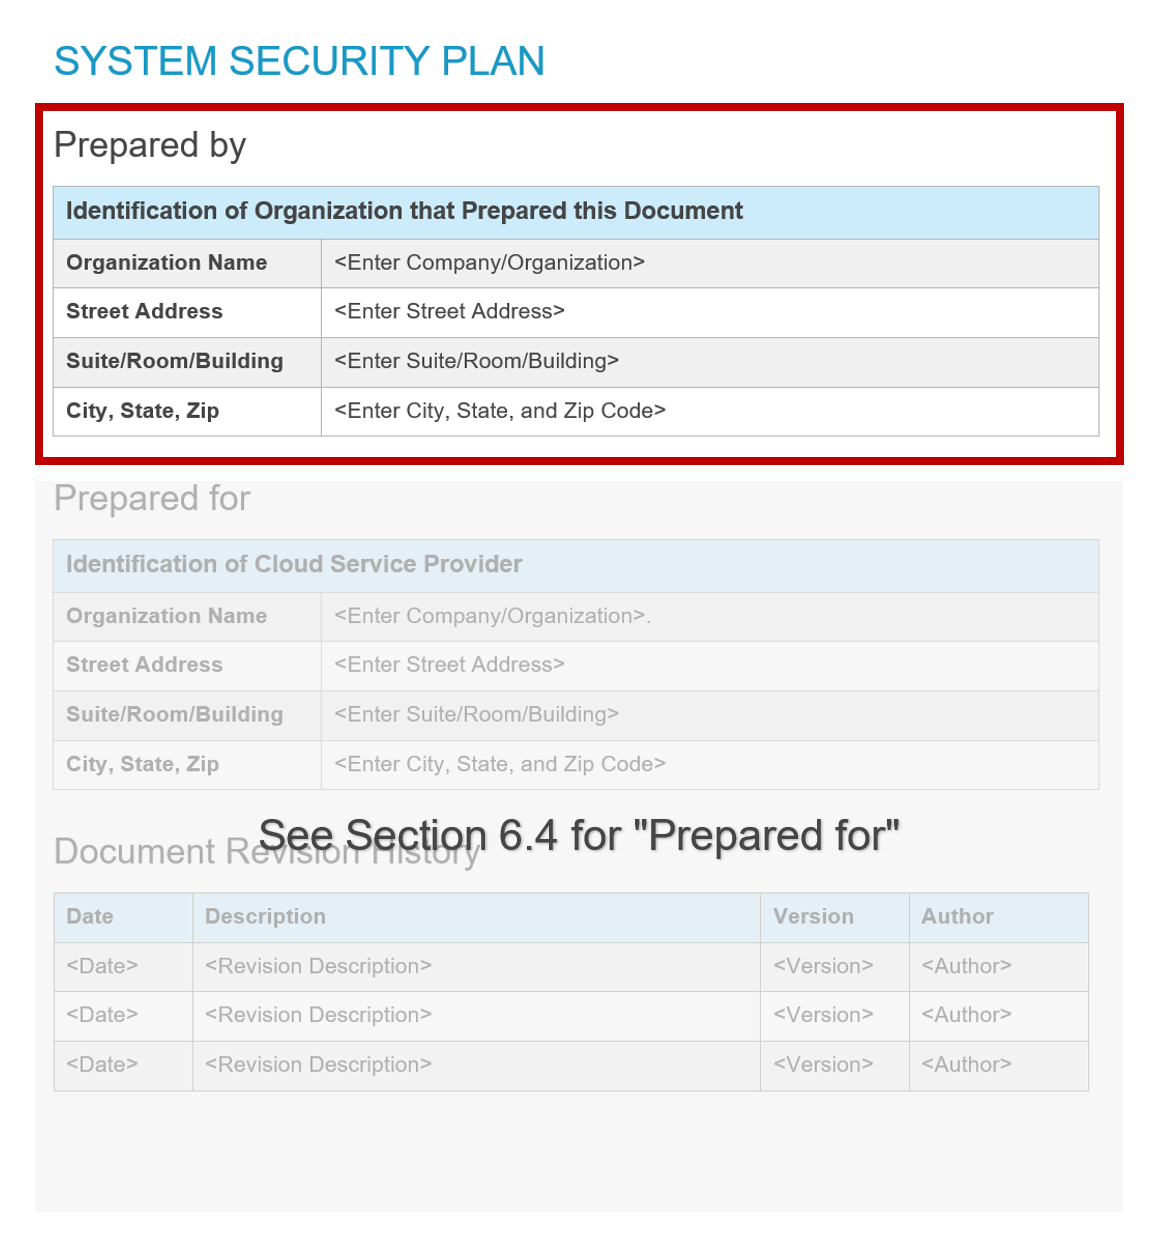 SYSTEM SECURITY PLAN
Prepared by
Identification of Organization that Prepared this Document
Organization Name <Enter Company/Organization>
Street Address <Enter Street Address>
Suite/Room/Building <Enter Suite/Room/Building>
City, State, Zip <Enter City, State, and Zip Code>
Prepared for
Identification of Cloud Service Provider
Organization Name <Enter Company/Organization>.
Street Address <Enter Street Address>
Suite/Room/Building <Enter Suite/Room/Building>
City, State, Zip <Enter City, State, and Zip Code>
See Section 6.4 for "Prepared for"
Document Revision History
Date Description Version Author
<Date> <Revision Description> <Version> <Author>
<Date> <Revision Description> <Version> <Author>
<Date> <Revision Description> <Version> <Author>